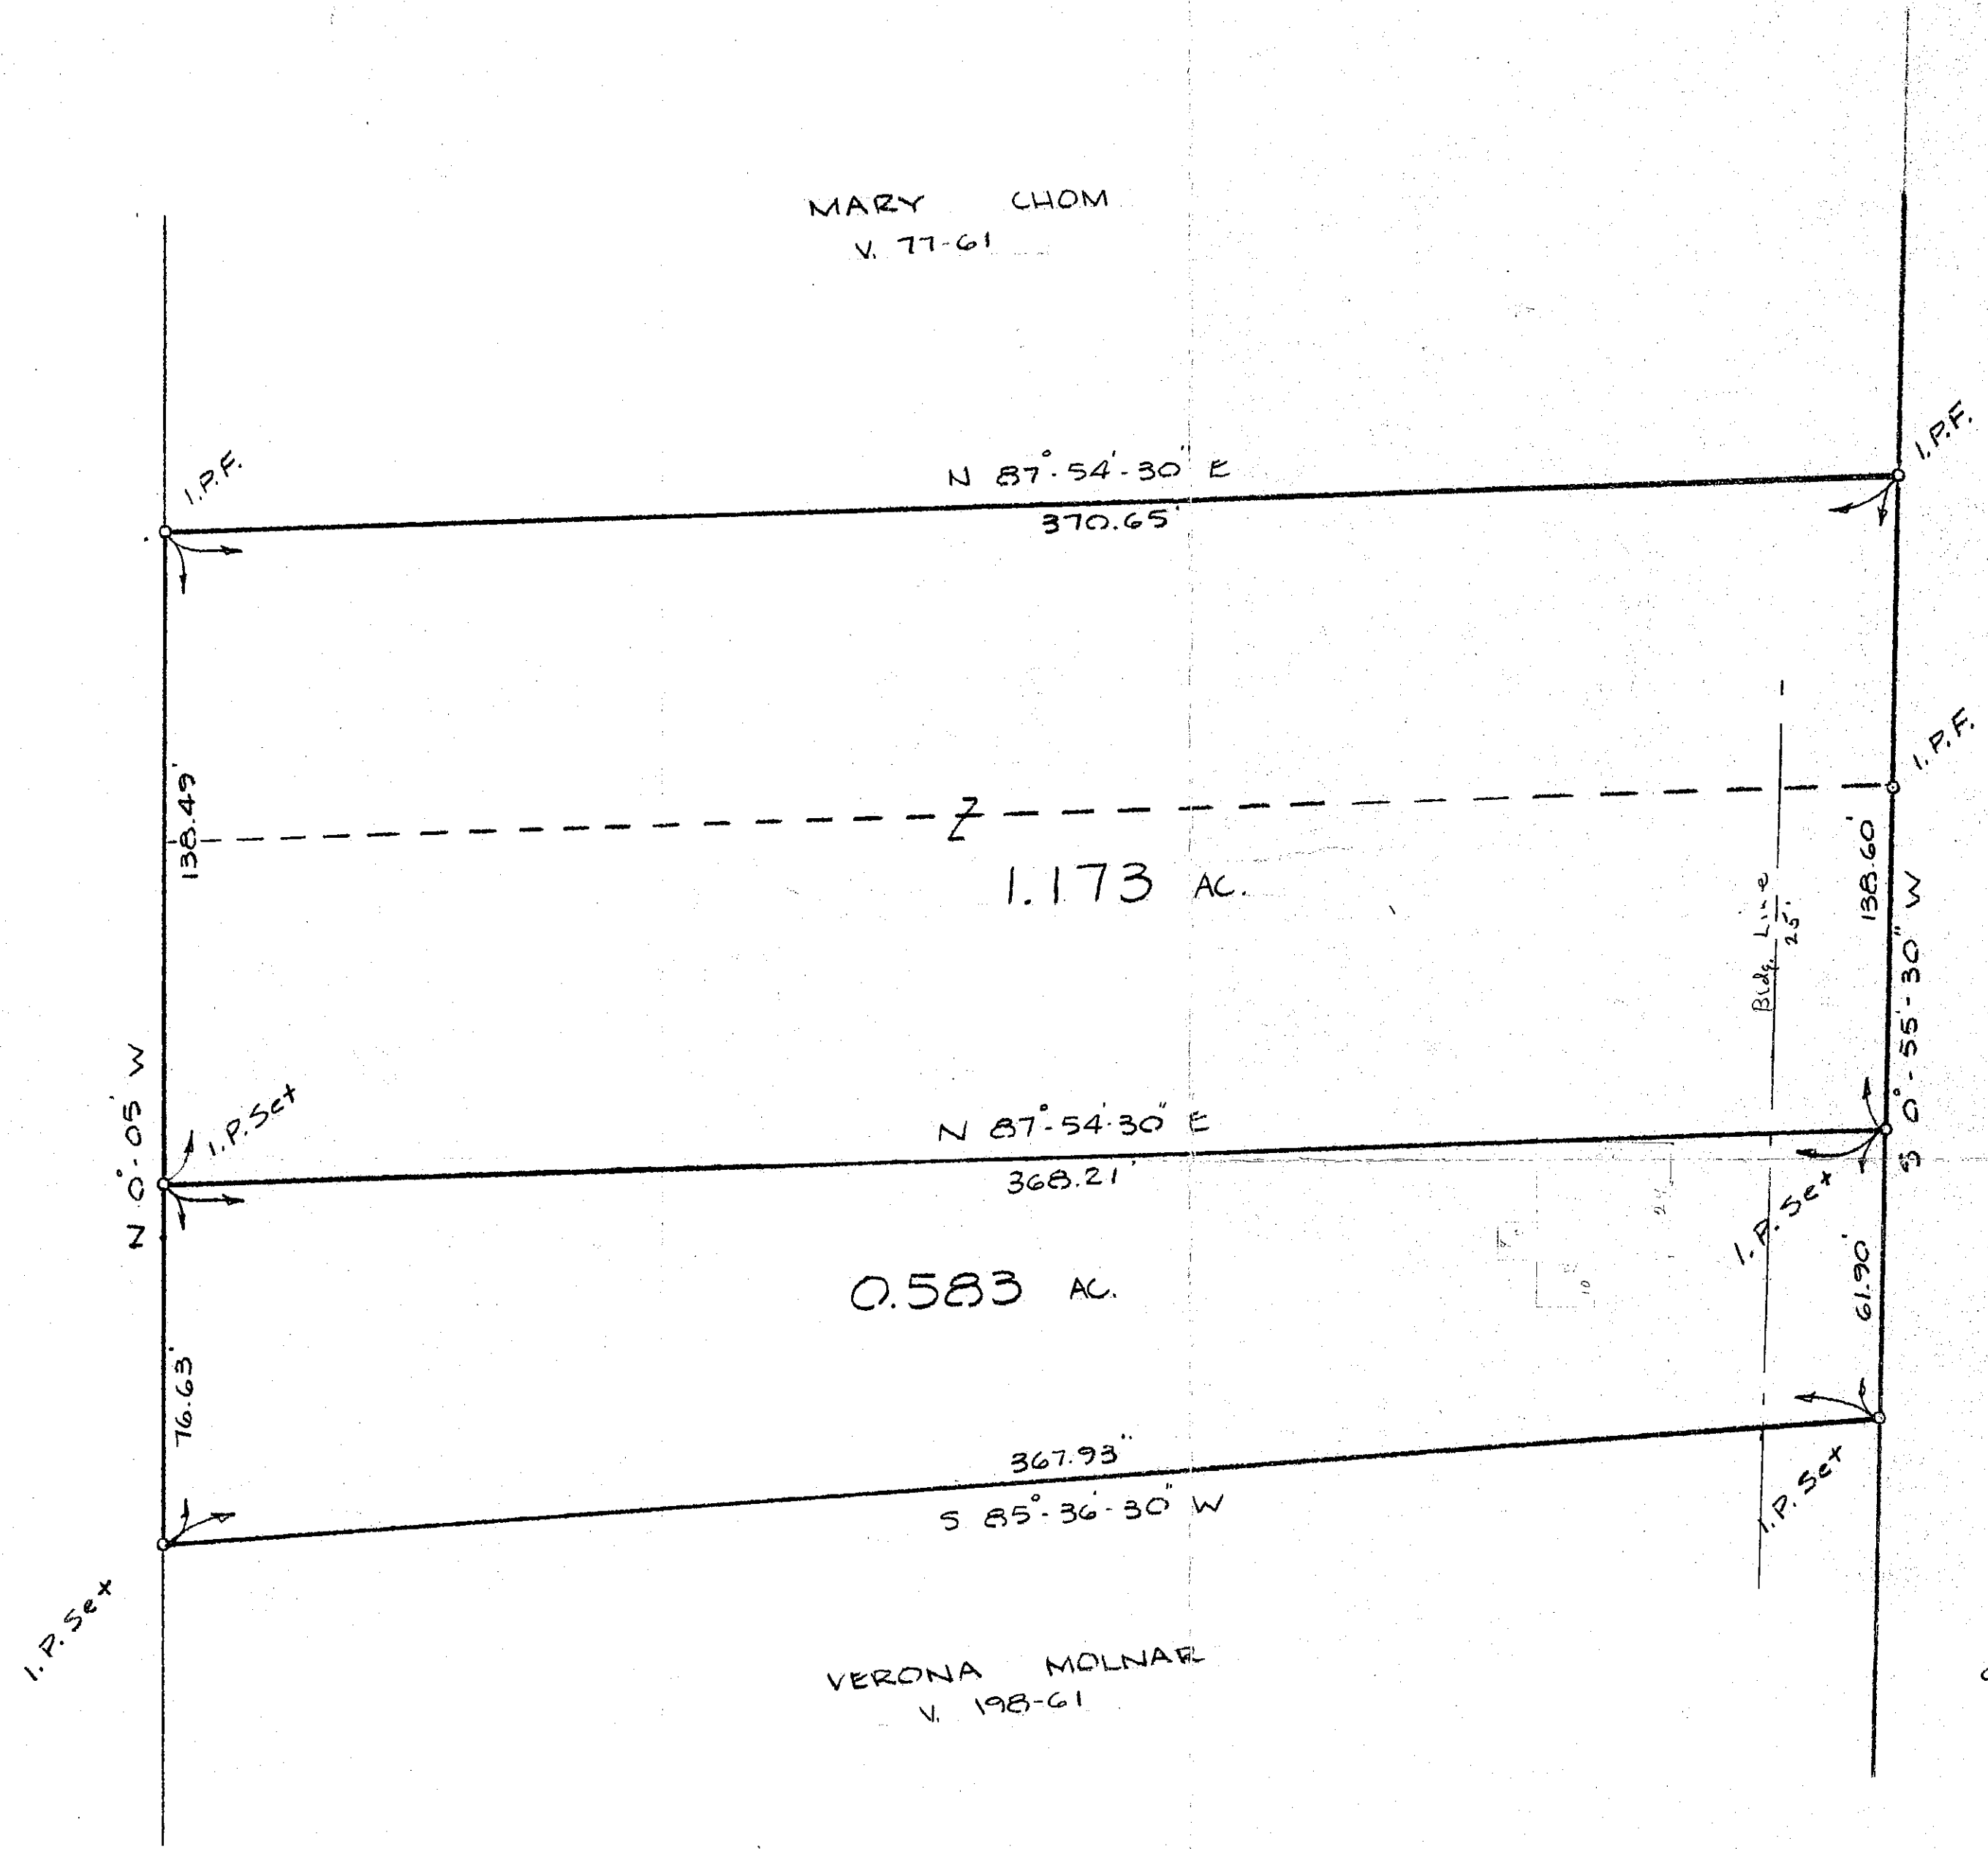 MARY CHOM
V. 77-61
I.P.F.
I.P.F.
N 87°-54'-30" E
370.65'
I.P.F.
138.49'
Z
1.173 AC.
Bldg. Line
25'
138.60'
S 0°-55'-30" W
N 0°-05' W
I.P. Set
N 87°-54'-30" E
368.21'
I.P. Set
24
10
0.583 AC.
61.90'
76.63'
367.93"
S 85°-36'-30" W
I.P. Set
I.P. Set
VERONA MOLNAR
V. 198-61